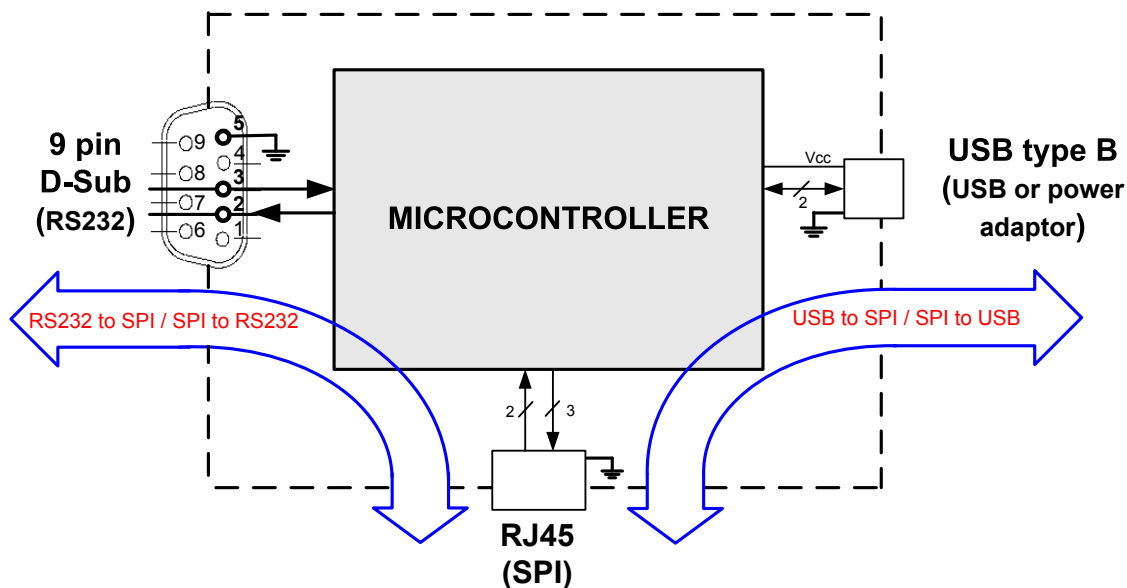 9 pin
D-Sub
(RS232)
5
9
4
8
3
7
2
6
1
MICROCONTROLLER
Vcc
2
USB type B
(USB or power
adaptor)
RS232 to SPI / SPI to RS232
USB to SPI / SPI to USB
2
3
RJ45
(SPI)